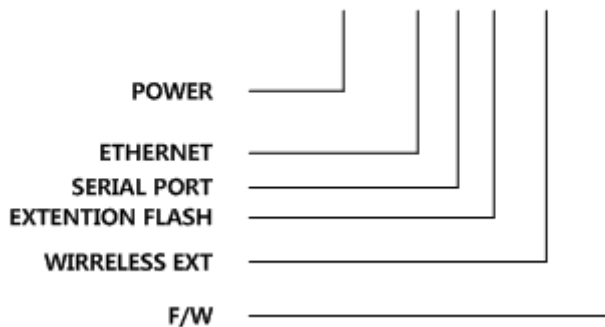 POWER
ETHERNET
SERIAL PORT
EXTENTION FLASH
WIRRELESS EXT
F/W